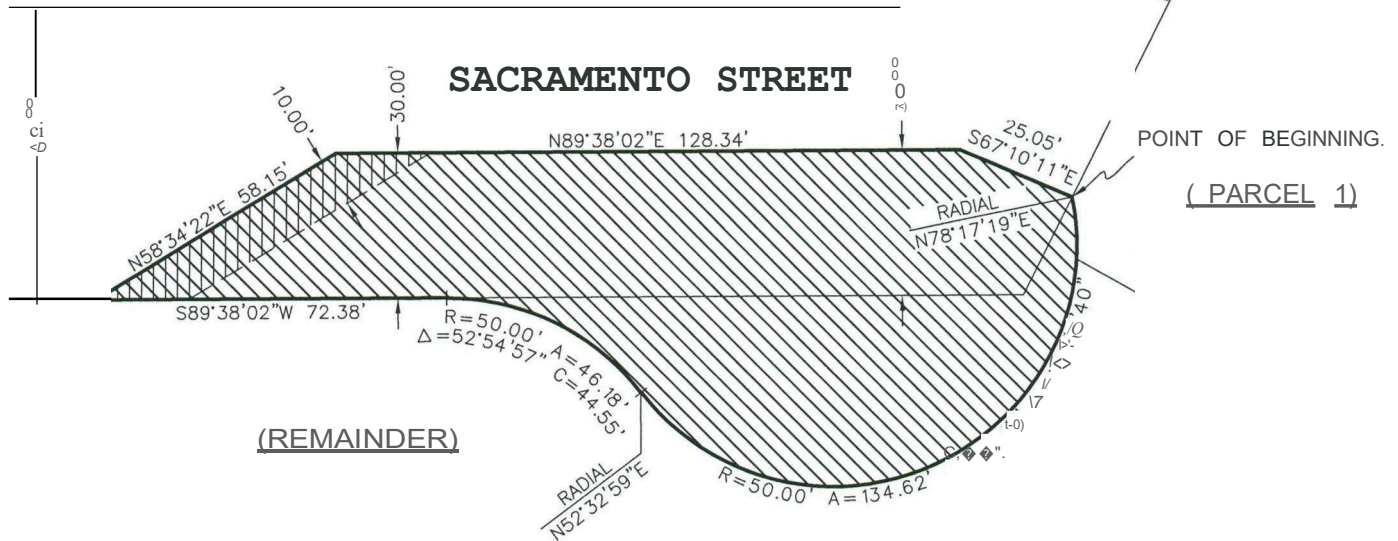 SACRAMENTO STREET
10.00'
30.00'
N89°38'02"E 128.34'
25.05'
S67°10'11"E
POINT OF BEGINNING.
( PARCEL 1)
N58°34'22"E 58.15'
RADIAL
N78°17'19"E
S89°38'02"W 72.38'
R=50.00' A=46.18'
Δ=52°54'57" C=44.55'
(REMAINDER)
RADIAL
N52°32'59"E
R=50.00' A=134.62'
'40"